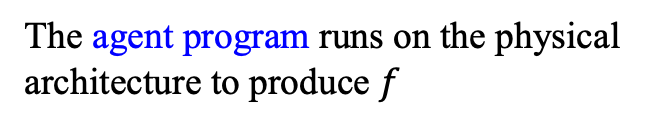 The agent program runs on the physical
architecture to produce f